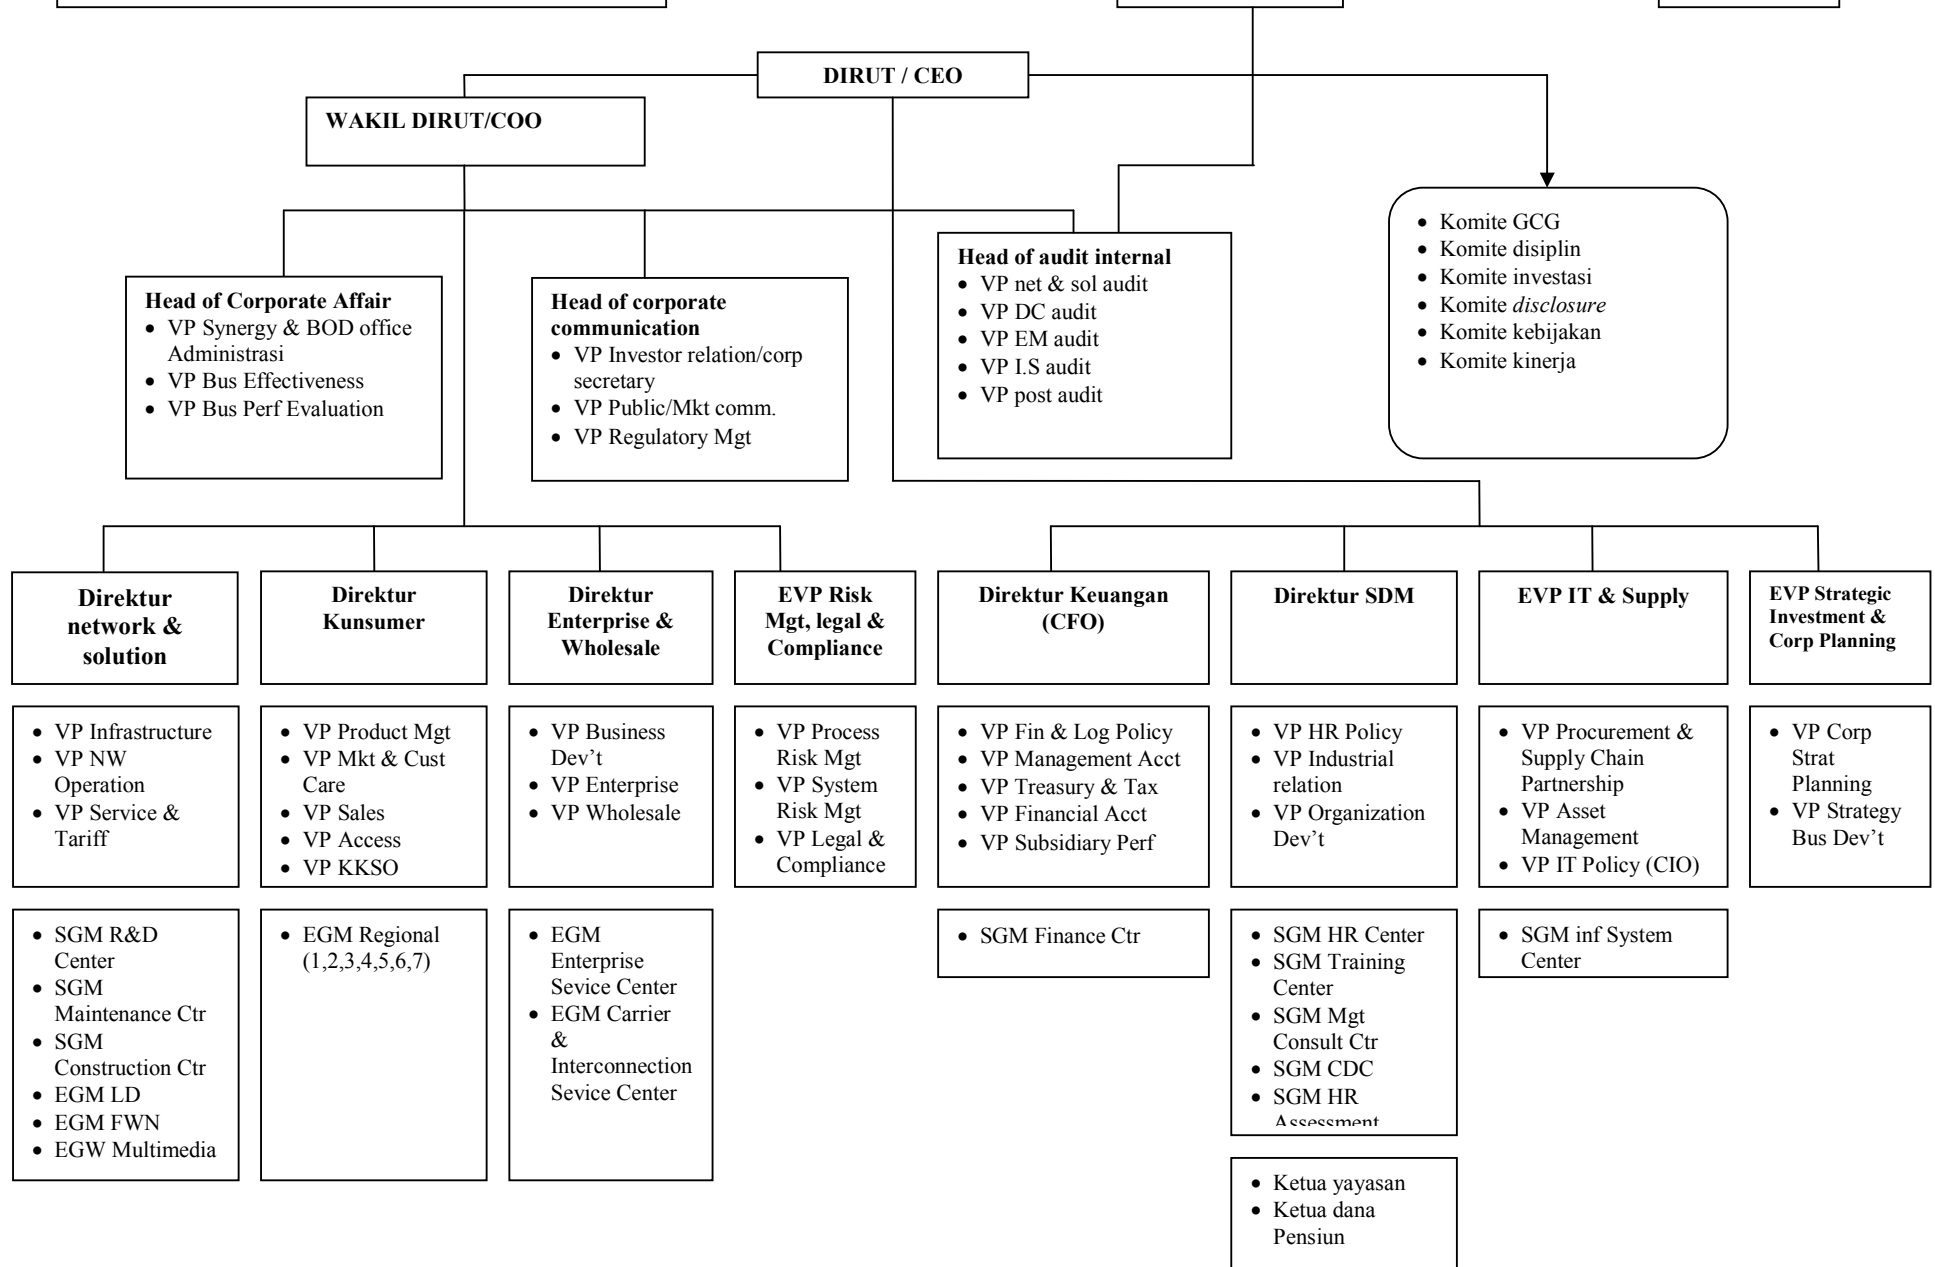 DIRUT / CEO
WAKIL DIRUT/COO
Head of Corporate Affair
• VP Synergy & BOD office
Administrasi
• VP Bus Effectiveness
• VP Bus Perf Evaluation
Head of corporate
communication
• VP Investor relation/corp
secretary
• VP Public/Mkt comm.
• VP Regulatory Mgt
Head of audit internal
• VP net & sol audit
• VP DC audit
• VP EM audit
• VP I.S audit
• VP post audit
• Komite GCG
• Komite disiplin
• Komite investasi
• Komite disclosure
• Komite kebijakan
• Komite kinerja
Direktur
network &
solution
Direktur
Kunsumer
Direktur
Enterprise &
Wholesale
EVP Risk
Mgt, legal &
Compliance
Direktur Keuangan
(CFO)
Direktur SDM
EVP IT & Supply
EVP Strategic
Investment &
Corp Planning
• VP Infrastructure
• VP NW
Operation
• VP Service &
Tariff
• VP Product Mgt
• VP Mkt & Cust
Care
• VP Sales
• VP Access
• VP KKSO
• VP Business
Dev’t
• VP Enterprise
• VP Wholesale
• VP Process
Risk Mgt
• VP System
Risk Mgt
• VP Legal &
Compliance
• VP Fin & Log Policy
• VP Management Acct
• VP Treasury & Tax
• VP Financial Acct
• VP Subsidiary Perf
• VP HR Policy
• VP Industrial
relation
• VP Organization
Dev’t
• VP Procurement &
Supply Chain
Partnership
• VP Asset
Management
• VP IT Policy (CIO)
• VP Corp
Strat
Planning
• VP Strategy
Bus Dev’t
• SGM R&D
Center
• SGM
Maintenance Ctr
• SGM
Construction Ctr
• EGM LD
• EGM FWN
• EGW Multimedia
• EGM Regional
(1,2,3,4,5,6,7)
• EGM
Enterprise
Sevice Center
• EGM Carrier
&
Interconnection
Sevice Center
• SGM Finance Ctr
• SGM HR Center
• SGM Training
Center
• SGM Mgt
Consult Ctr
• SGM CDC
• SGM HR
Assessment
• SGM inf System
Center
• Ketua yayasan
• Ketua dana
Pensiun